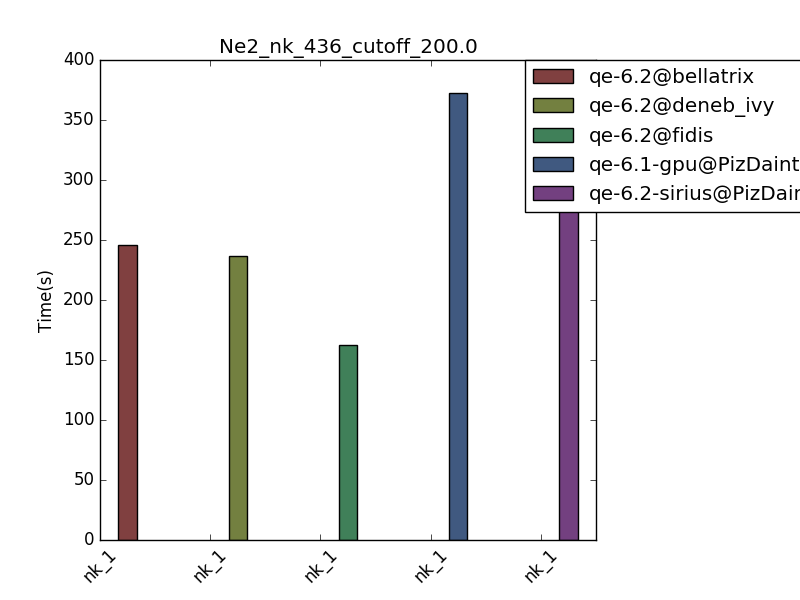 Ne2_nk_436_cutoff_200.0
400
350
300
250
200
150
100
50
0
Time(s)
nk_1
nk_1
nk_1
nk_1
nk_1
qe-6.2@bellatrix
qe-6.2@deneb_ivy
qe-6.2@fidis
qe-6.1-gpu@PizDaint
qe-6.2-sirius@PizDain